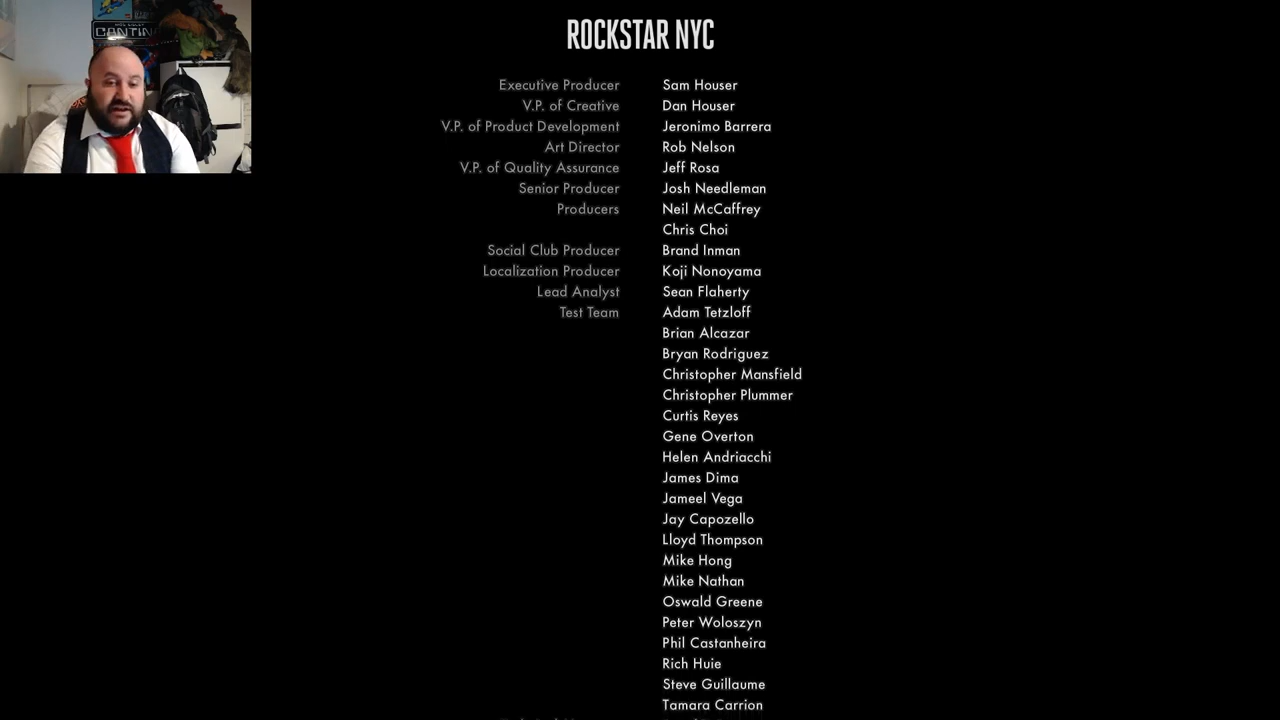 CANTIN
ROCKSTAR NYC
Executive Producer Sam Houser
V.P. of Creative Dan Houser
V.P. of Product Development Jeronimo Barrera
Art Director Rob Nelson
V.P. of Quality Assurance Jeff Rosa
Senior Producer Josh Needleman
Producers Neil McCaffrey
Chris Choi
Social Club Producer Brand Inman
Localization Producer Koji Nonoyama
Lead Analyst Sean Flaherty
Test Team Adam Tetzloff
Brian Alcazar
Bryan Rodriguez
Christopher Mansfield
Christopher Plummer
Curtis Reyes
Gene Overton
Helen Andriacchi
James Dima
Jameel Vega
Jay Capozello
Lloyd Thompson
Mike Hong
Mike Nathan
Oswald Greene
Peter Woloszyn
Phil Castanheira
Rich Huie
Steve Guillaume
Tamara Carrion